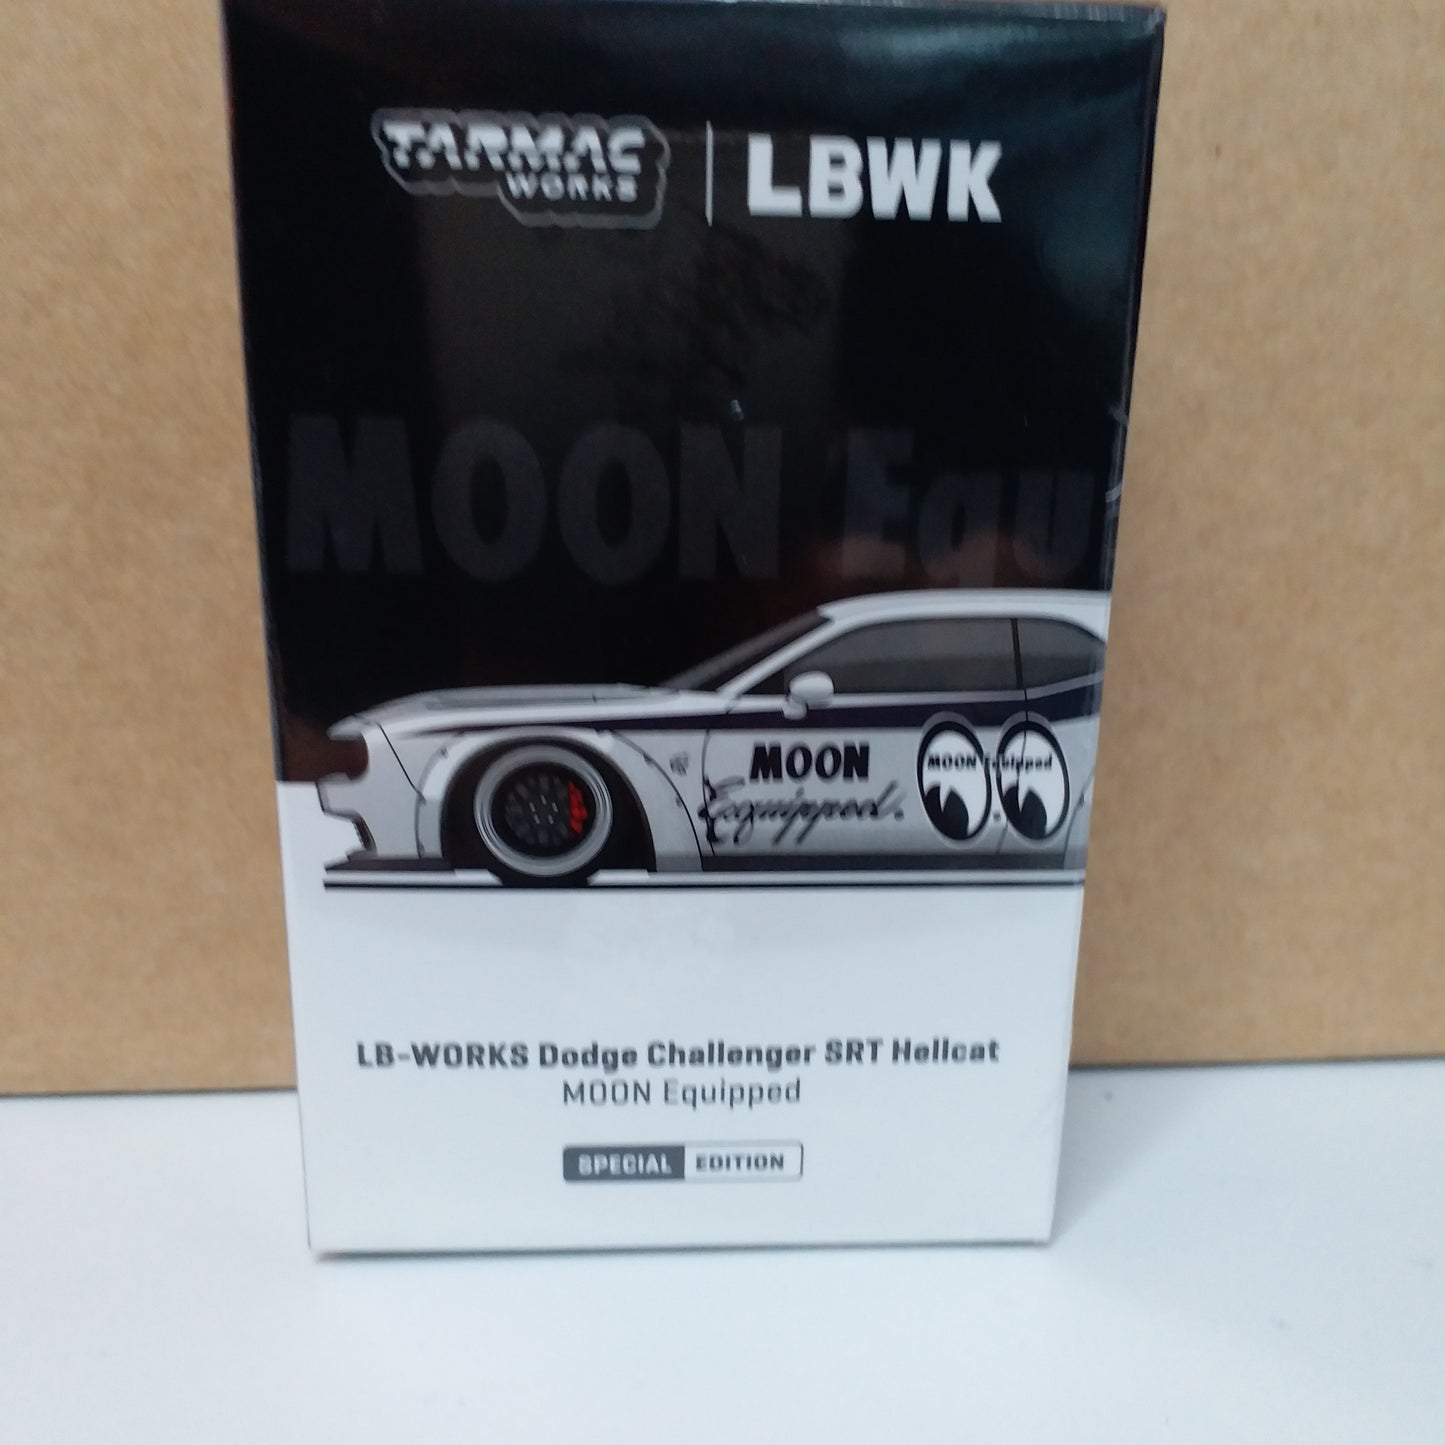 TARMAC
WORKS
LBWK
MOON Equ
MOON
Equipped.
MOON Equipped
LB-WORKS Dodge Challenger SRT Hellcat
MOON Equipped
SPECIAL EDITION